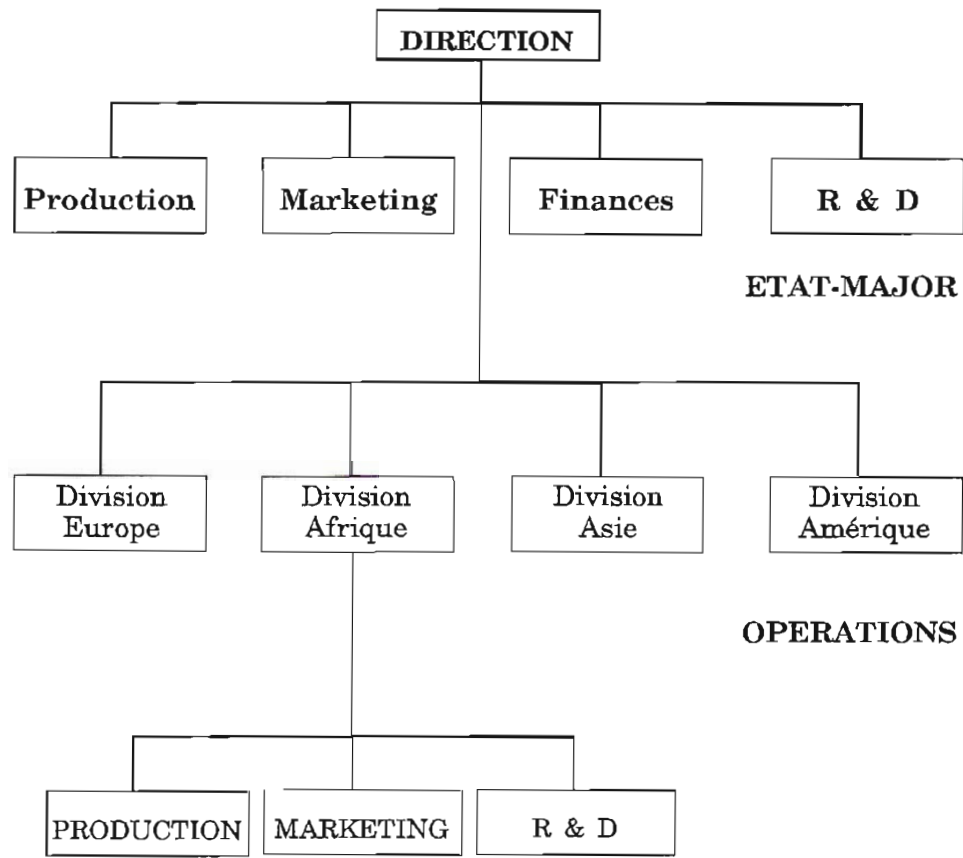 DIRECTION
Production
Marketing
Finances
R & D
ETAT-MAJOR
Division
Europe
Division
Afrique
Division
Asie
Division
Amérique
OPERATIONS
PRODUCTION
MARKETING
R & D